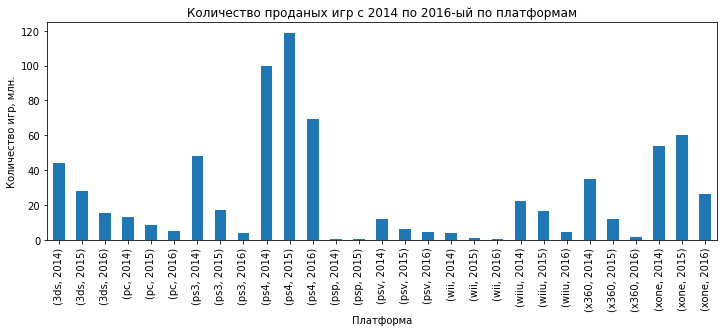 Количество проданых игр с 2014 по 2016-ый по платформам
Количество игр, млн.
120
100
80
60
40
20
0
(3ds, 2014)
(3ds, 2015)
(3ds, 2016)
(pc, 2014)
(pc, 2015)
(pc, 2016)
(ps3, 2014)
(ps3, 2015)
(ps3, 2016)
(ps4, 2014)
(ps4, 2015)
(ps4, 2016)
(psp, 2014)
(psp, 2015)
(psv, 2014)
(psv, 2015)
(psv, 2016)
(wii, 2014)
(wii, 2015)
(wii, 2016)
(wiiu, 2014)
(wiiu, 2015)
(wiiu, 2016)
(x360, 2014)
(x360, 2015)
(x360, 2016)
(xone, 2014)
(xone, 2015)
(xone, 2016)
Платформа